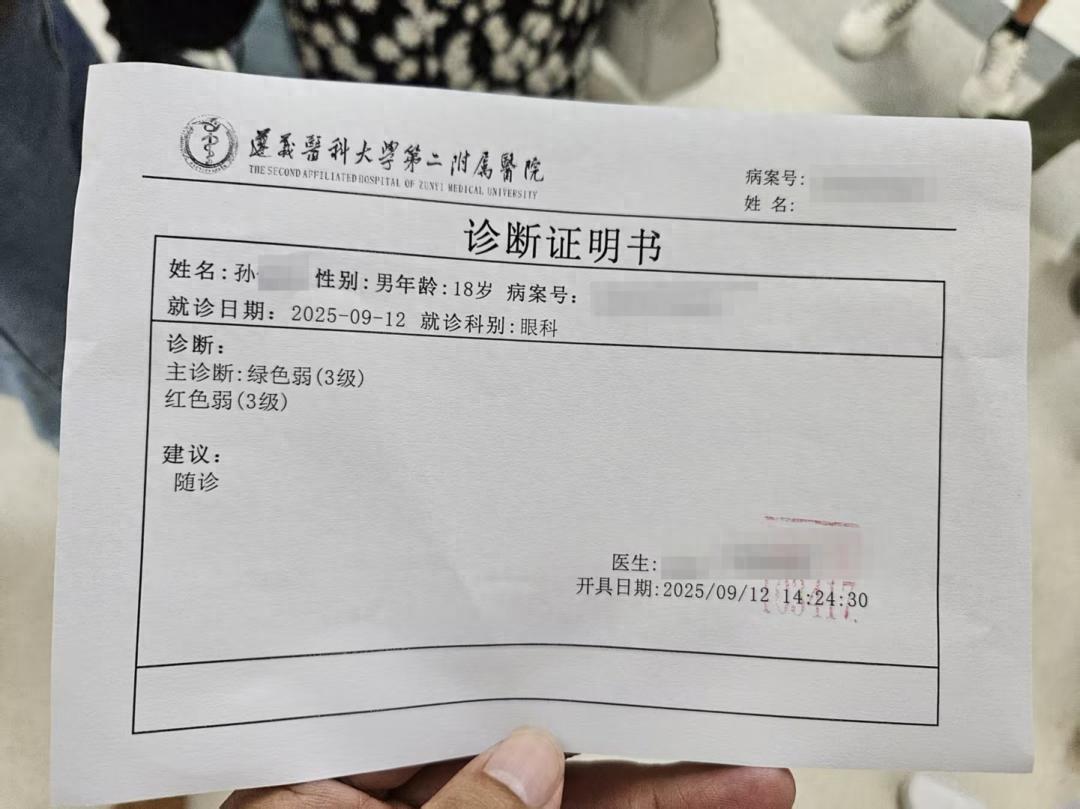 遵义醫科大学第二附属醫院
THE SECOND AFFILIATED HOSPITAL OF ZUNYI MEDICAL UNIVERSITY
病案号:
姓 名:
诊断证明书
姓名:孙 性别:男年龄:18岁 病案号:
就诊日期: 2025-09-12 就诊科别:眼科
诊断:
主诊断:绿色弱(3级)
红色弱(3级)
建议:
随诊
医生:
开具日期:2025/09/12 14:24:30